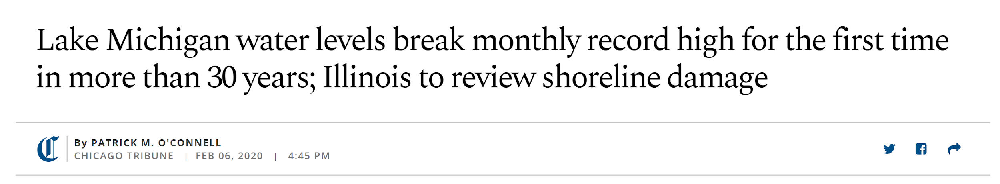 Lake Michigan water levels break monthly record high for the first time
in more than 30 years; Illinois to review shoreline damage
C
By PATRICK M. O'CONNELL
CHICAGO TRIBUNE | FEB 06, 2020 | 4:45 PM